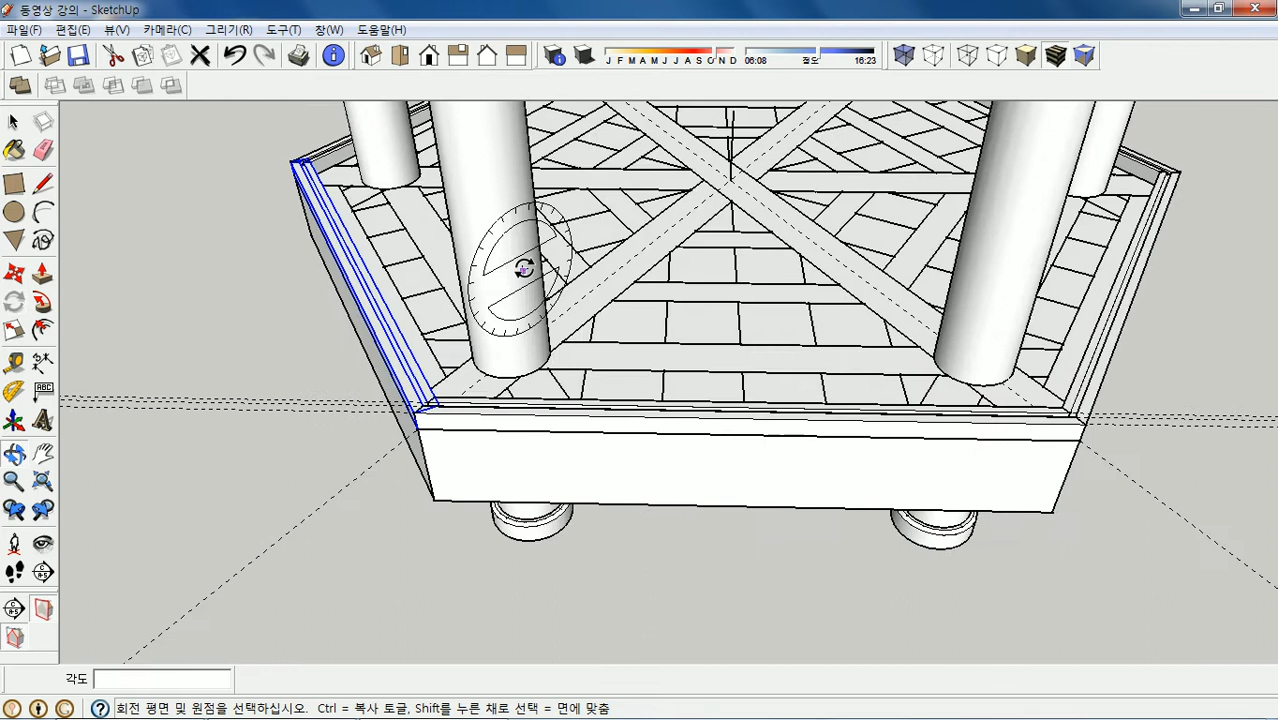 동영상 강의 - SketchUp
파일(F) 편집(E) 뷰(V) 카메라(C) 그리기(R) 도구(T) 창(W) 도움말(H)
J F M A M J J A S O N D 06:08 정오 16:23
ABC
각도
회전 평면 및 원점을 선택하십시오. Ctrl = 복사 토글, Shift를 누른 채로 선택 = 면에 맞춤